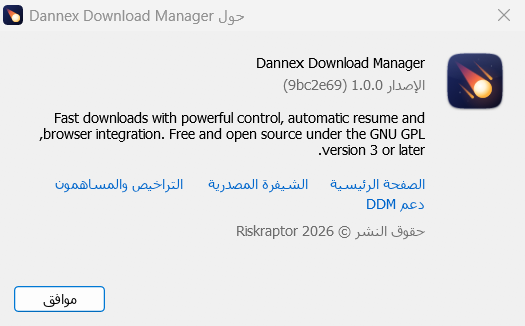 حول Dannex Download Manager
Dannex Download Manager
الإصدار 1.0.0 (9bc2e69)
Fast downloads with powerful control, automatic resume and
browser integration. Free and open source under the GNU GPL,
version 3 or later.
الصفحة الرئيسية الشيفرة المصدرية التراخيص والمساهمون
دعم DDM
حقوق النشر © 2026 Riskraptor
موافق